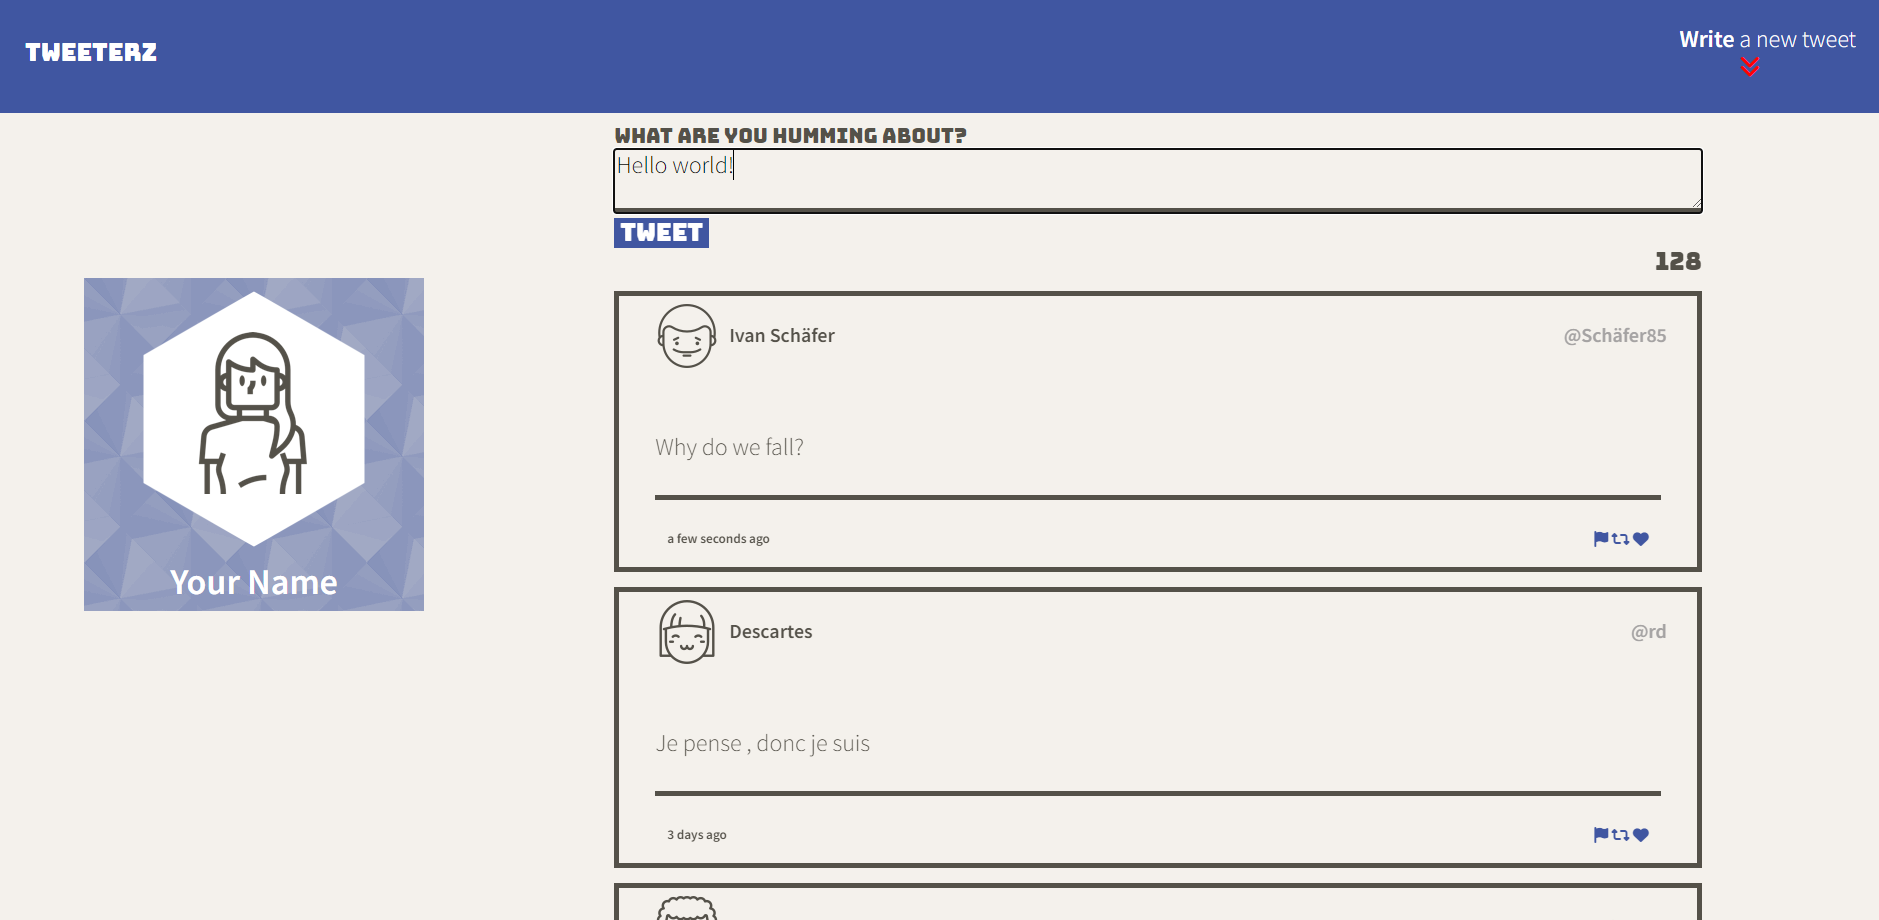 TWEETERZ
Write a new tweet
WHAT ARE YOU HUMMING ABOUT?
Hello world!
TWEET
128
Your Name
Ivan Schäfer
@Schäfer85
Why do we fall?
a few seconds ago
Descartes
@rd
Je pense , donc je suis
3 days ago